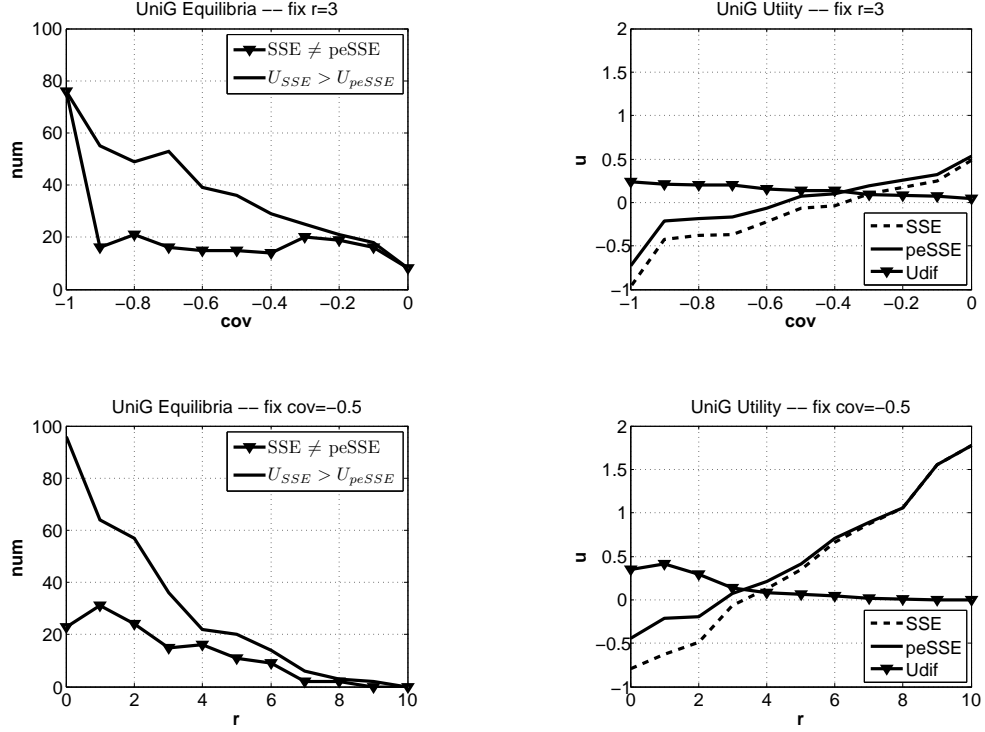 UniG Equilibria −− fix r=3
100
80
60
40
20
0
num
−1
−0.8
−0.6
−0.4
−0.2
0
cov
SSE ≠ peSSE
U_SSE > U_peSSE
UniG Utiity −− fix r=3
2
1.5
1
0.5
0
−0.5
−1
u
−1
−0.8
−0.6
−0.4
−0.2
0
cov
SSE
peSSE
Udif
UniG Equilibria −− fix cov=−0.5
100
80
60
40
20
0
num
0
2
4
6
8
10
r
SSE ≠ peSSE
U_SSE > U_peSSE
UniG Utility −− fix cov=−0.5
2
1.5
1
0.5
0
−0.5
−1
u
0
2
4
6
8
10
r
SSE
peSSE
Udif